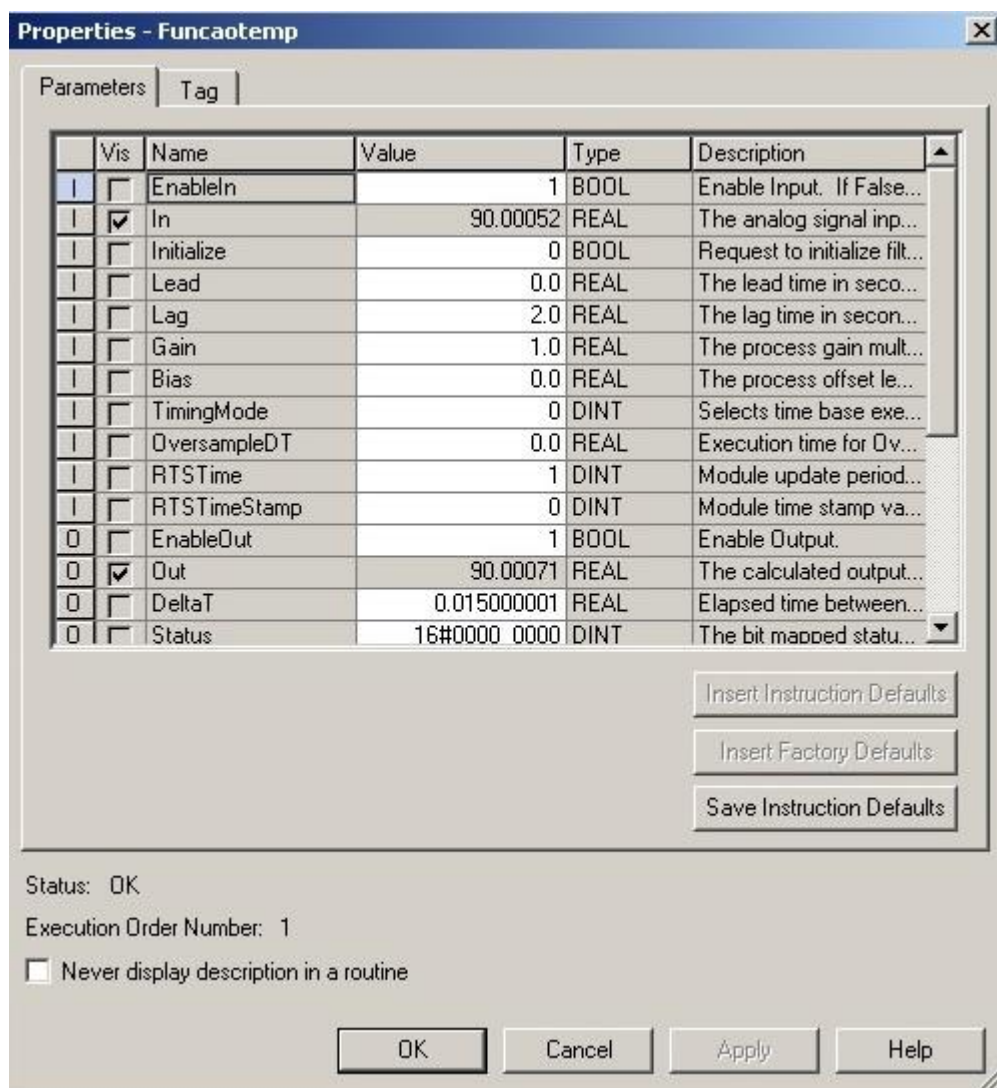 Properties - Funcaotemp
Parameters Tag
Vis Name Value Type Description
I EnableIn 1 BOOL Enable Input. If False...
I In 90.00052 REAL The analog signal inp...
I Initialize 0 BOOL Request to initialize filt...
I Lead 0.0 REAL The lead time in seco...
I Lag 2.0 REAL The lag time in secon...
I Gain 1.0 REAL The process gain mult...
I Bias 0.0 REAL The process offset le...
I TimingMode 0 DINT Selects time base exe...
I OversampleDT 0.0 REAL Execution time for Ov...
I RTSTime 1 DINT Module update period...
I RTSTimeStamp 0 DINT Module time stamp va...
O EnableOut 1 BOOL Enable Output.
O Out 90.00071 REAL The calculated output...
O DeltaT 0.015000001 REAL Elapsed time between...
O Status 16#0000_0000 DINT The bit mapped statu...
Insert Instruction Defaults
Insert Factory Defaults
Save Instruction Defaults
Status: OK
Execution Order Number: 1
Never display description in a routine
OK Cancel Apply Help